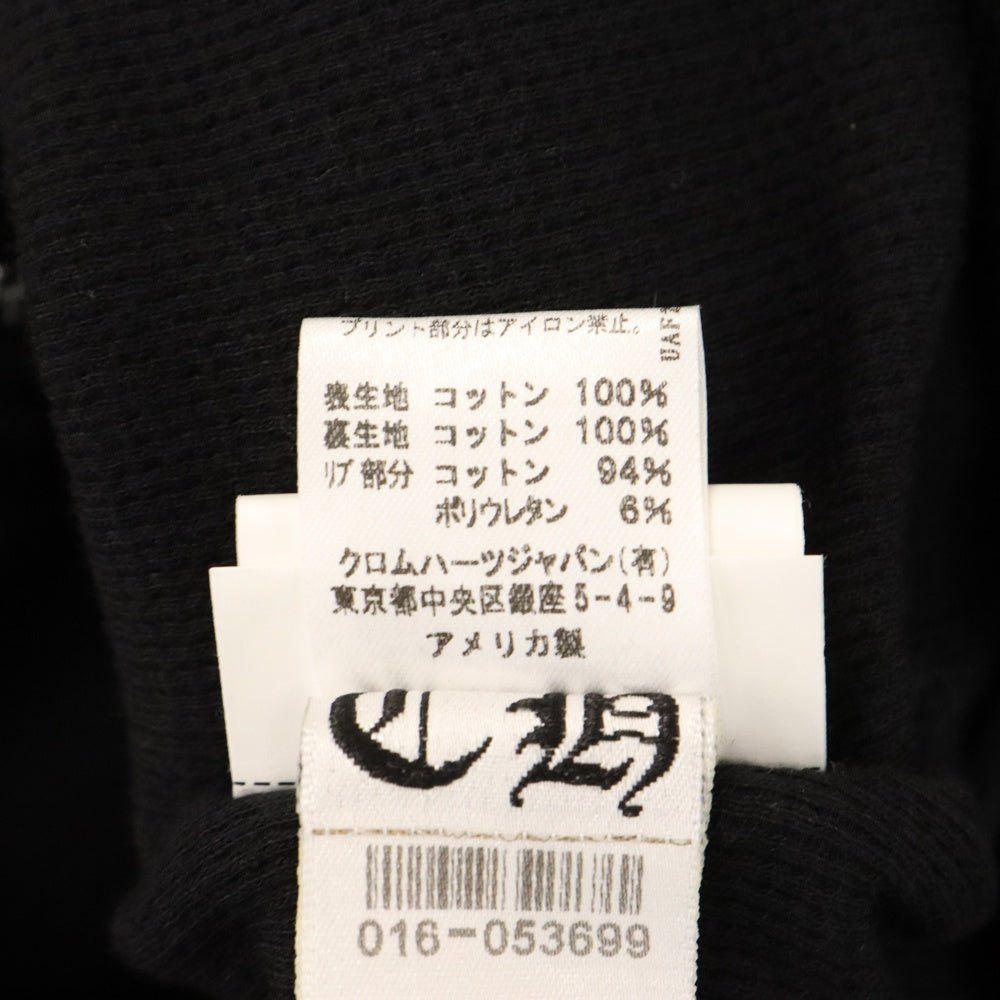 プリント部分はアイロン禁止。
表生地 コットン 100%
裏生地 コットン 100%
リブ部分 コットン 94%
ポリウレタン 6%
クロムハーツジャパン(有)
東京都中央区銀座5-4-9
アメリカ製
CH
016-053699